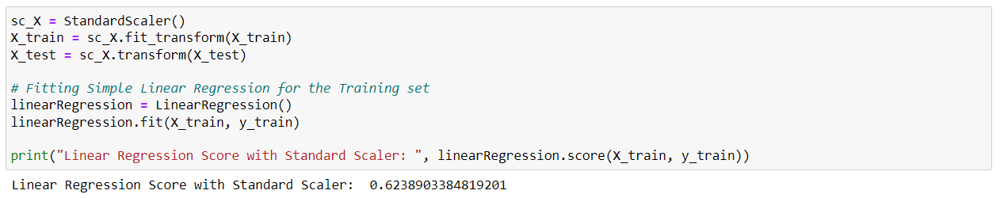 sc_X = StandardScaler()
X_train = sc_X.fit_transform(X_train)
X_test = sc_X.transform(X_test)
# Fitting Simple Linear Regression for the Training set
linearRegression = LinearRegression()
linearRegression.fit(X_train, y_train)
print("Linear Regression Score with Standard Scaler: ", linearRegression.score(X_train, y_train))
Linear Regression Score with Standard Scaler:  0.6238903384819201